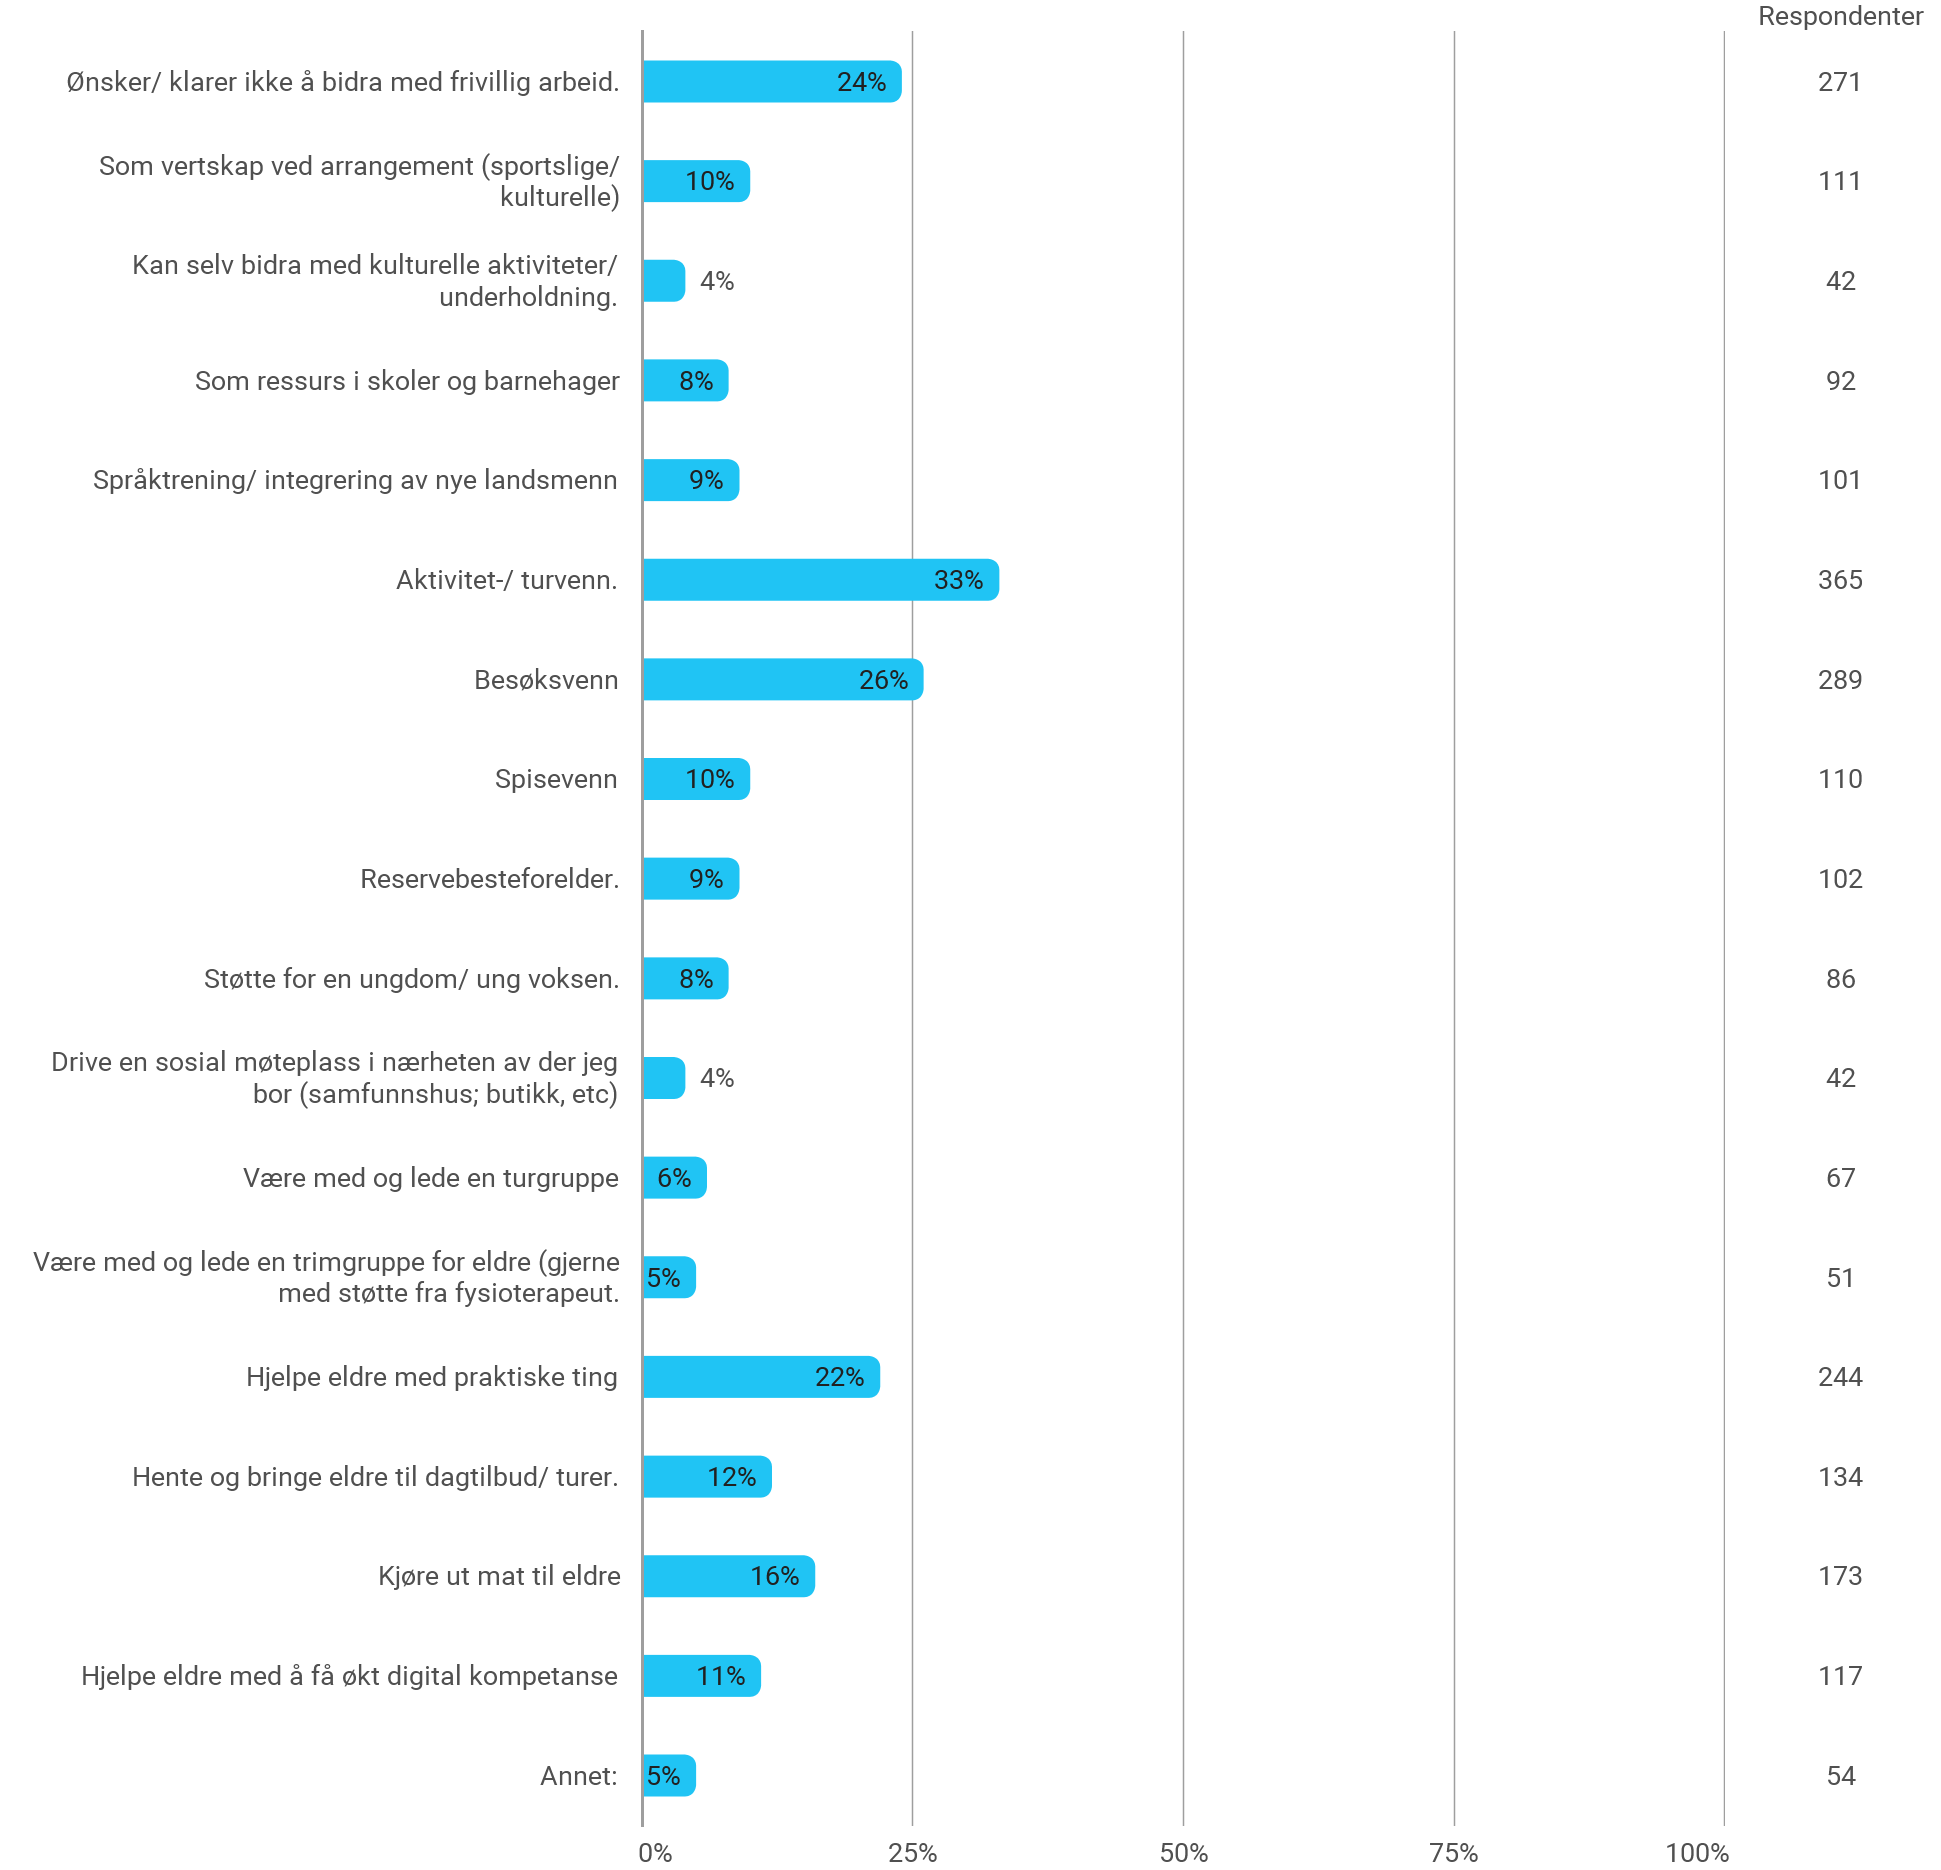 Respondenter
Ønsker/ klarer ikke å bidra med frivillig arbeid. 24% 271
Som vertskap ved arrangement (sportslige/
kulturelle) 10% 111
Kan selv bidra med kulturelle aktiviteter/
underholdning. 4% 42
Som ressurs i skoler og barnehager 8% 92
Språktrening/ integrering av nye landsmenn 9% 101
Aktivitet-/ turvenn. 33% 365
Besøksvenn 26% 289
Spisevenn 10% 110
Reservebesteforelder. 9% 102
Støtte for en ungdom/ ung voksen. 8% 86
Drive en sosial møteplass i nærheten av der jeg
bor (samfunnshus; butikk, etc) 4% 42
Være med og lede en turgruppe 6% 67
Være med og lede en trimgruppe for eldre (gjerne
med støtte fra fysioterapeut. 5% 51
Hjelpe eldre med praktiske ting 22% 244
Hente og bringe eldre til dagtilbud/ turer. 12% 134
Kjøre ut mat til eldre 16% 173
Hjelpe eldre med å få økt digital kompetanse 11% 117
Annet: 5% 54
0% 25% 50% 75% 100%